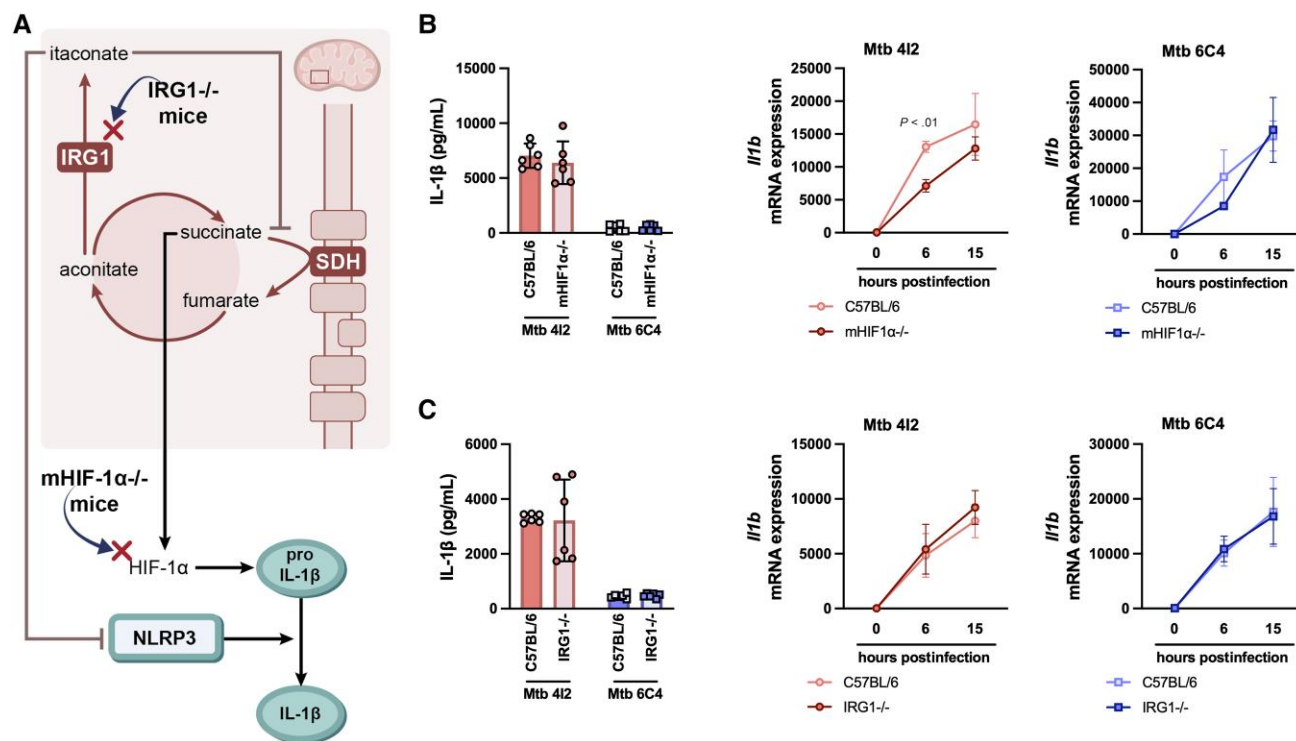 A
itaconate
IRG1-/-
mice
IRG1
succinate
aconitate
SDH
fumarate
mHIF-1α-/-
mice
HIF-1α
pro
IL-1β
NLRP3
IL-1β
B
IL-1β (pg/mL)
15000
10000
5000
0
C57BL/6
mHIF1α-/-
C57BL/6
mHIF1α-/-
Mtb 4I2
Mtb 6C4
Mtb 4I2
Il1b
mRNA expression
25000
20000
15000
10000
5000
0
P < .01
0 6 15
hours postinfection
C57BL/6
mHIF1α-/-
Mtb 6C4
Il1b
mRNA expression
50000
40000
30000
20000
10000
0
0 6 15
hours postinfection
C57BL/6
mHIF1α-/-
C
IL-1β (pg/mL)
6000
4000
2000
0
C57BL/6
IRG1-/-
C57BL/6
IRG1-/-
Mtb 4I2
Mtb 6C4
Mtb 4I2
Il1b
mRNA expression
15000
10000
5000
0
0 6 15
hours postinfection
C57BL/6
IRG1-/-
Mtb 6C4
Il1b
mRNA expression
30000
20000
10000
0
0 6 15
hours postinfection
C57BL/6
IRG1-/-